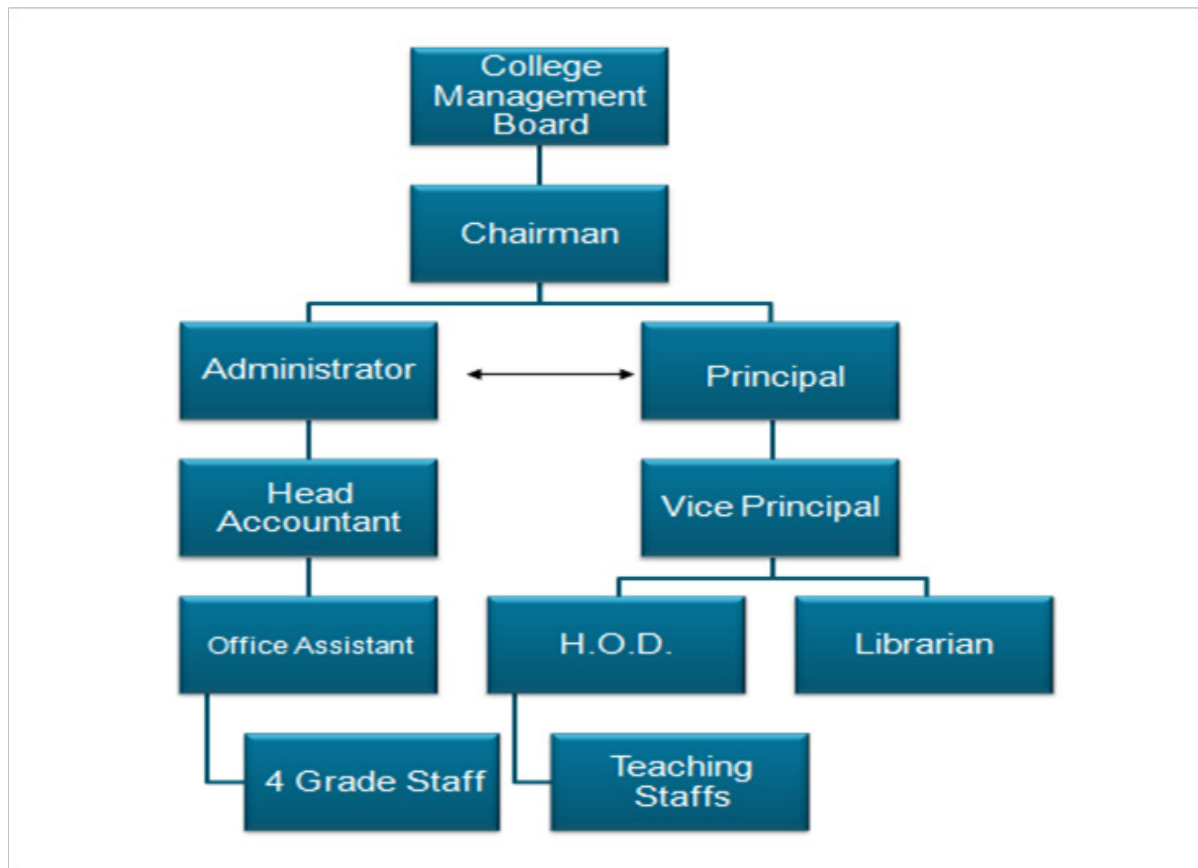 College
Management
Board
Chairman
Administrator
Principal
Head
Accountant
Vice Principal
Office Assistant
H.O.D.
Librarian
4 Grade Staff
Teaching
Staffs